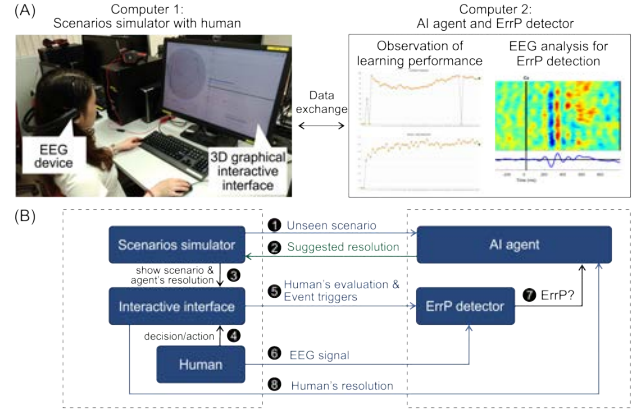 (A)
Computer 1:
Scenarios simulator with human
Computer 2:
AI agent and ErrP detector
EEG
device
3D graphical
interactive
interface
Data
exchange
Observation of
learning performance
EEG analysis for
ErrP detection
Time (ms)
(B)
1 Unseen scenario
Scenarios simulator
2 Suggested resolution
AI agent
show scenario &
agent's resolution
3
Interactive interface
5 Human's evaluation &
Event triggers
ErrP detector
7 ErrP?
decision/action
4
Human
6 EEG signal
8 Human's resolution